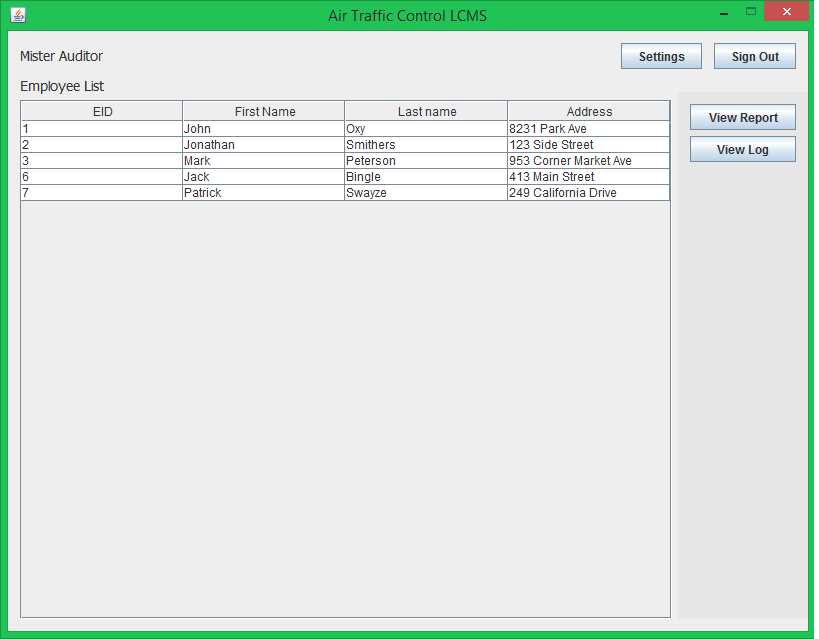 Air Traffic Control LCMS
Mister Auditor
Settings
Sign Out
Employee List
EID First Name Last name Address
1 John Oxy 8231 Park Ave
2 Jonathan Smithers 123 Side Street
3 Mark Peterson 953 Corner Market Ave
6 Jack Bingle 413 Main Street
7 Patrick Swayze 249 California Drive
View Report
View Log